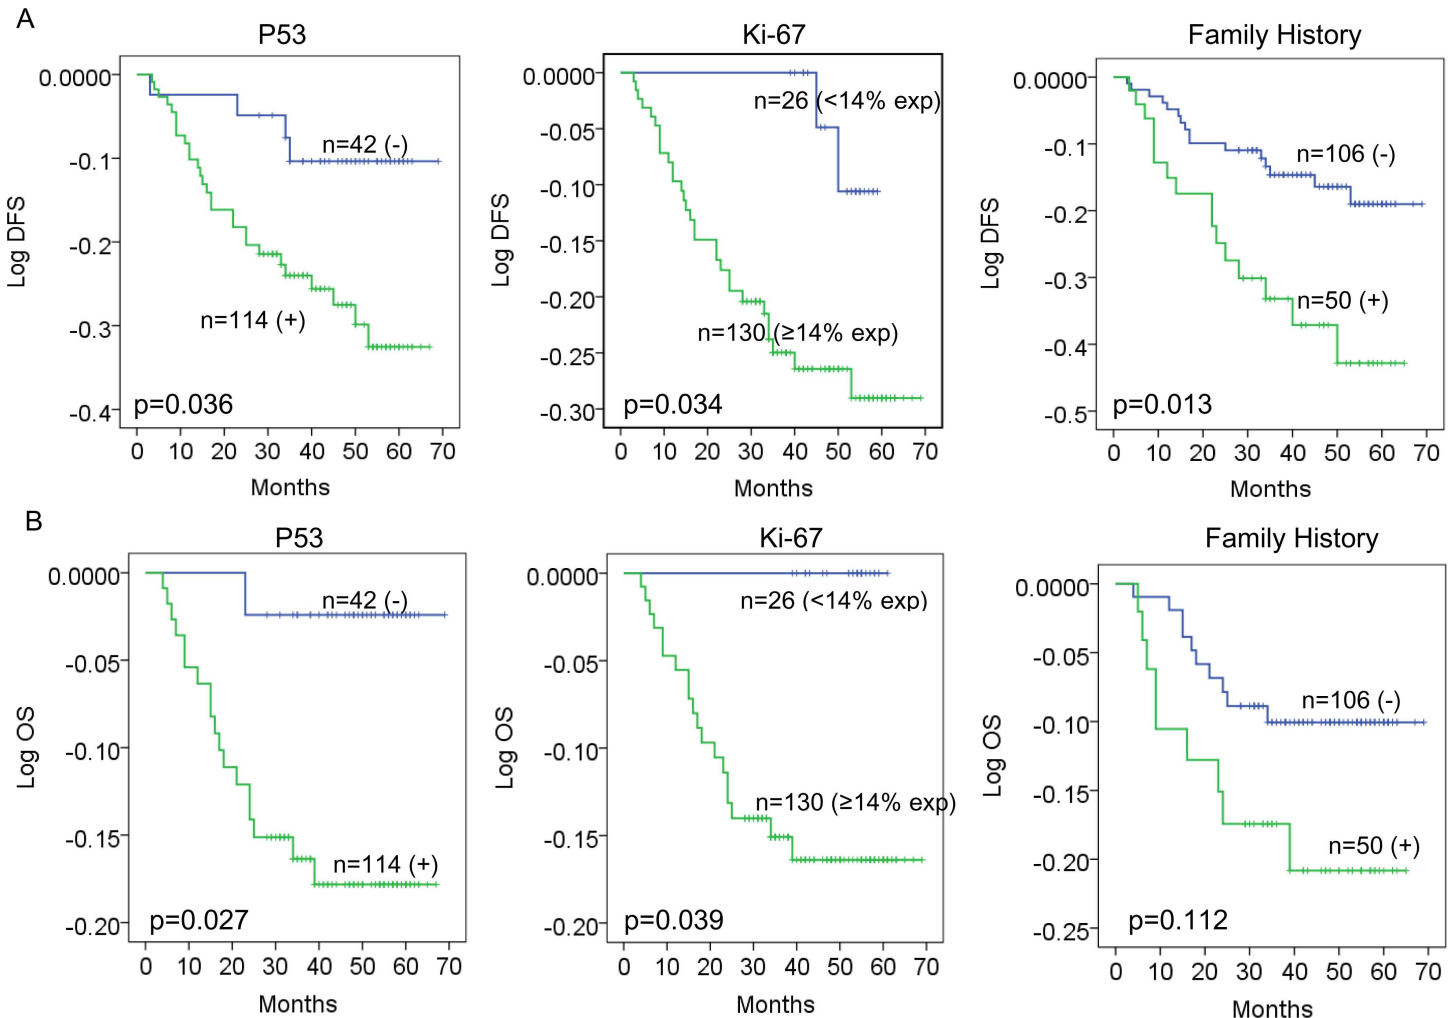 A
P53
Ki-67
Family History
0.0000
-0.1
-0.2
-0.3
-0.4
Log DFS
n=42 (-)
n=114 (+)
p=0.036
0 10 20 30 40 50 60 70
Months
0.0000
-0.05
-0.10
-0.15
-0.20
-0.25
-0.30
Log DFS
n=26 (<14% exp)
n=130 (≥14% exp)
p=0.034
0 10 20 30 40 50 60 70
Months
0.0000
-0.1
-0.2
-0.3
-0.4
-0.5
Log DFS
n=106 (-)
n=50 (+)
p=0.013
0 10 20 30 40 50 60 70
Months
B
P53
Ki-67
Family History
0.0000
-0.05
-0.10
-0.15
-0.20
Log OS
n=42 (-)
n=114 (+)
p=0.027
0 10 20 30 40 50 60 70
Months
0.0000
-0.05
-0.10
-0.15
-0.20
Log OS
n=26 (<14% exp)
n=130 (≥14% exp)
p=0.039
0 10 20 30 40 50 60 70
Months
0.0000
-0.05
-0.10
-0.15
-0.20
-0.25
Log OS
n=106 (-)
n=50 (+)
p=0.112
0 10 20 30 40 50 60 70
Months